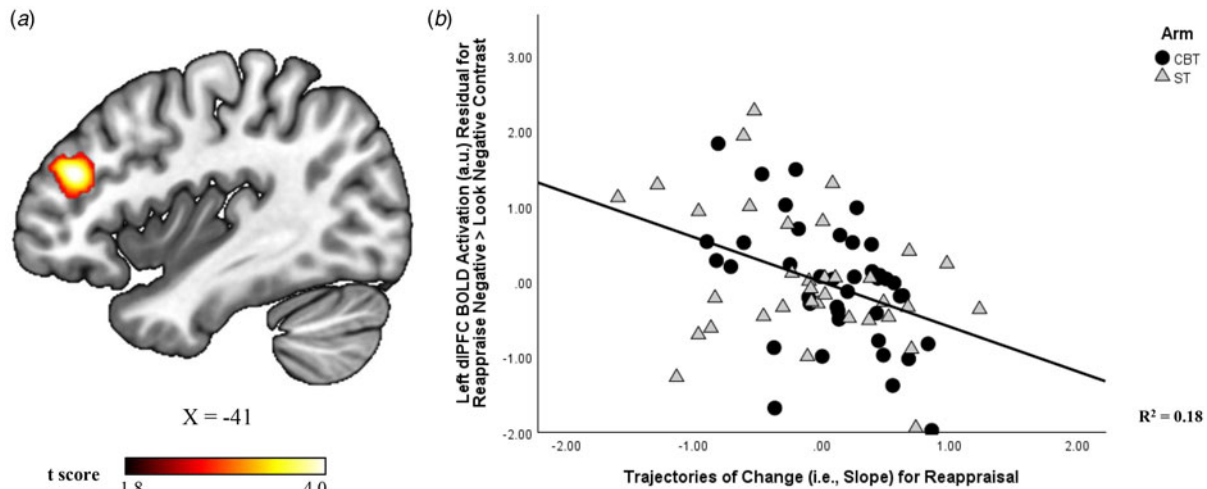 (a)
X = -41
t score
1.8 4.0
(b)
Left dlPFC BOLD Activation (a.u.) Residual for
Reappraise Negative > Look Negative Contrast
3.00
2.00
1.00
.00
-1.00
-2.00
-2.00 -1.00 .00 1.00 2.00
Trajectories of Change (i.e., Slope) for Reappraisal
Arm
CBT
ST
R² = 0.18